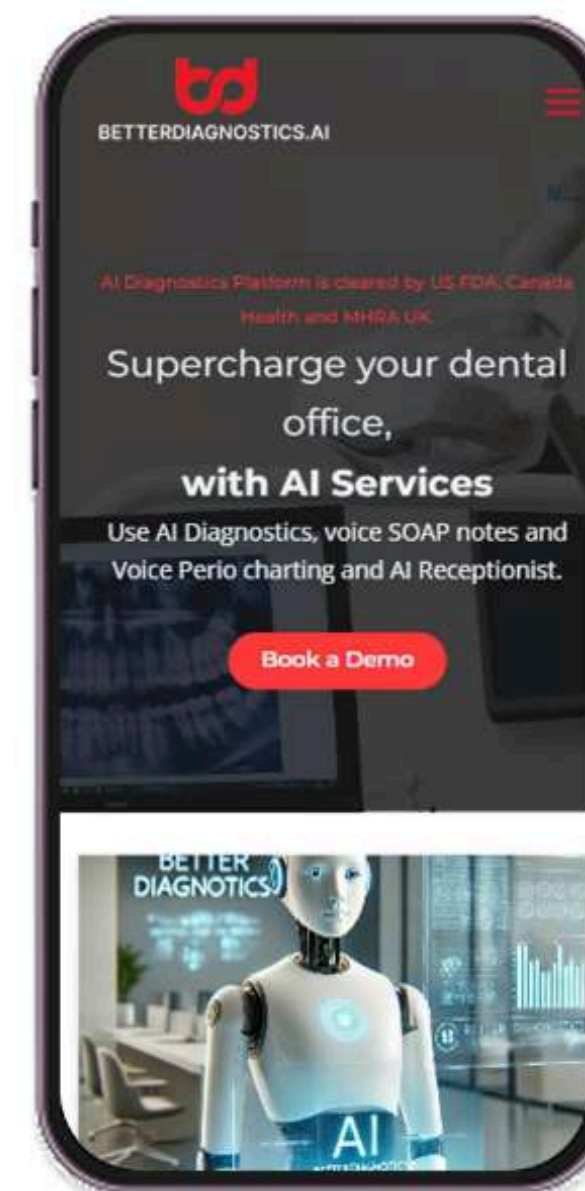 bd
BETTERDIAGNOSTICS.AI
AI Diagnostics Platform is cleared by US FDA, Canada
Health and MHRA UK.
Supercharge your dental
office,
with AI Services
Use AI Diagnostics, voice SOAP notes and
Voice Perio charting and AI Receptionist.
Book a Demo
BETTER
DIAGNOTICS
AI